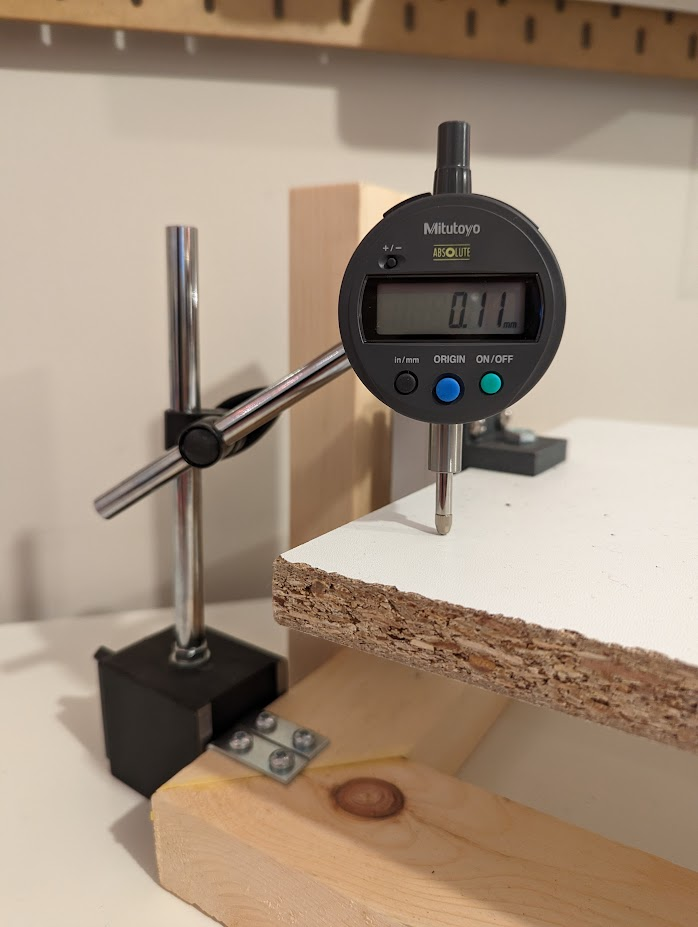 Mitutoyo
+/-
ABSOLUTE
0.11 mm
in/mm ORIGIN ON/OFF